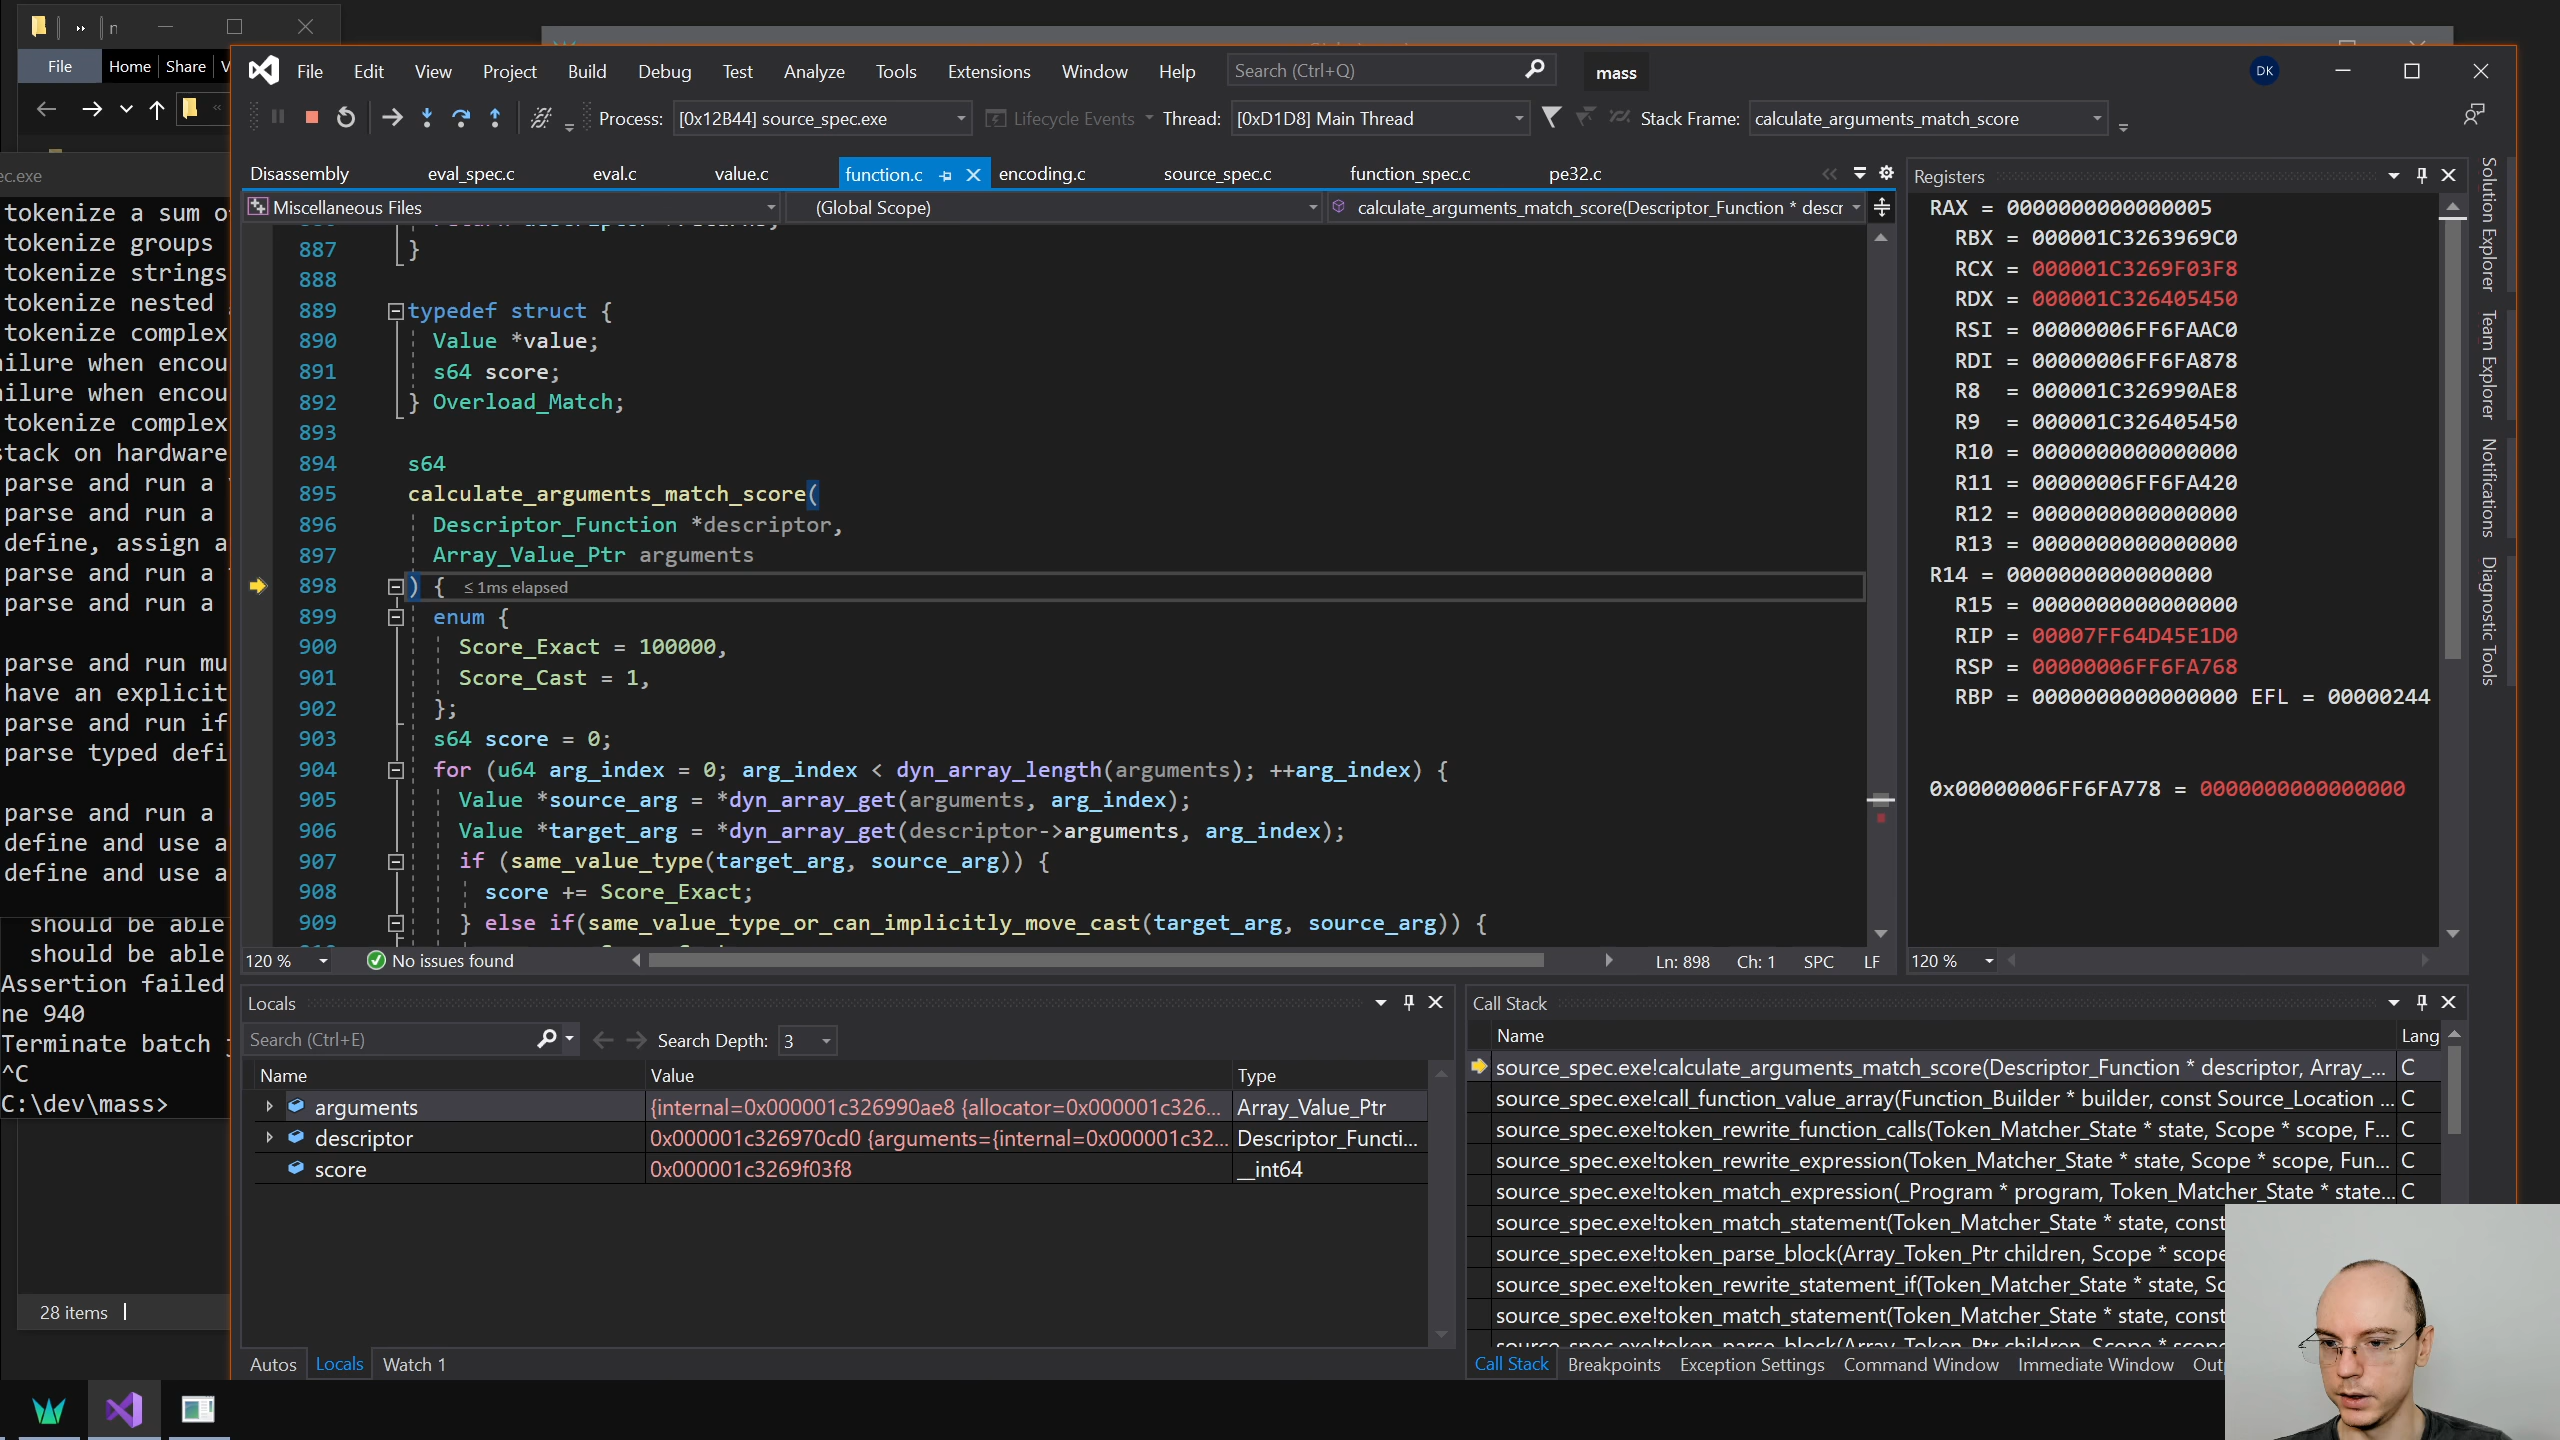 File Home Share V
ec.exe
tokenize a sum o
tokenize groups
tokenize strings
tokenize nested
tokenize complex
ailure when encou
ailure when encou
tokenize complex
stack on hardware
parse and run a
parse and run a
define, assign a
parse and run a
parse and run a
parse and run mu
have an explicit
parse and run if
parse typed defi
parse and run a
define and use a
define and use a
should be able
should be able
Assertion failed
ne 940
Terminate batch
^C
C:\dev\mass>
28 items
File Edit View Project Build Debug Test Analyze Tools Extensions Window Help Search (Ctrl+Q) mass DK
Process: [0x12B44] source_spec.exe Lifecycle Events Thread: [0xD1D8] Main Thread Stack Frame: calculate_arguments_match_score
Disassembly eval_spec.c eval.c value.c function.c encoding.c source_spec.c function_spec.c pe32.c
Miscellaneous Files (Global Scope) calculate_arguments_match_score(Descriptor_Function * descr
887 }
888
889 typedef struct {
890 Value *value;
891 s64 score;
892 } Overload_Match;
893
894 s64
895 calculate_arguments_match_score(
896 Descriptor_Function *descriptor,
897 Array_Value_Ptr arguments
898 ) { ≤ 1ms elapsed
899 enum {
900 Score_Exact = 100000,
901 Score_Cast = 1,
902 };
903 s64 score = 0;
904 for (u64 arg_index = 0; arg_index < dyn_array_length(arguments); ++arg_index) {
905 Value *source_arg = *dyn_array_get(arguments, arg_index);
906 Value *target_arg = *dyn_array_get(descriptor->arguments, arg_index);
907 if (same_value_type(target_arg, source_arg)) {
908 score += Score_Exact;
909 } else if(same_value_type_or_can_implicitly_move_cast(target_arg, source_arg)) {
120 % No issues found Ln: 898 Ch: 1 SPC LF
Registers
RAX = 0000000000000005
RBX = 000001C3263969C0
RCX = 000001C3269F03F8
RDX = 000001C326405450
RSI = 00000006FF6FAAC0
RDI = 00000006FF6FA878
R8 = 000001C326990AE8
R9 = 000001C326405450
R10 = 0000000000000000
R11 = 00000006FF6FA420
R12 = 0000000000000000
R13 = 0000000000000000
R14 = 0000000000000000
R15 = 0000000000000000
RIP = 00007FF64D45E1D0
RSP = 00000006FF6FA768
RBP = 0000000000000000 EFL = 00000244
0x00000006FF6FA778 = 0000000000000000
120 %
Solution Explorer
Team Explorer
Notifications
Diagnostic Tools
Locals
Search (Ctrl+E) Search Depth: 3
Name Value Type
arguments {internal=0x000001c326990ae8 {allocator=0x000001c326... Array_Value_Ptr
descriptor 0x000001c326970cd0 {arguments={internal=0x000001c32... Descriptor_Functi...
score 0x000001c3269f03f8 __int64
Autos Locals Watch 1
Call Stack
Name Lang
source_spec.exe!calculate_arguments_match_score(Descriptor_Function * descriptor, Array_... C
source_spec.exe!call_function_value_array(Function_Builder * builder, const Source_Location ... C
source_spec.exe!token_rewrite_function_calls(Token_Matcher_State * state, Scope * scope, F... C
source_spec.exe!token_rewrite_expression(Token_Matcher_State * state, Scope * scope, Fun... C
source_spec.exe!token_match_expression(_Program * program, Token_Matcher_State * state... C
source_spec.exe!token_match_statement(Token_Matcher_State * state, const
source_spec.exe!token_parse_block(Array_Token_Ptr children, Scope * scope
source_spec.exe!token_rewrite_statement_if(Token_Matcher_State * state, Sc
source_spec.exe!token_match_statement(Token_Matcher_State * state, const
source_spec.exe!token_parse_block(Array_Token_Ptr children, Scope * scope
Call Stack Breakpoints Exception Settings Command Window Immediate Window Out